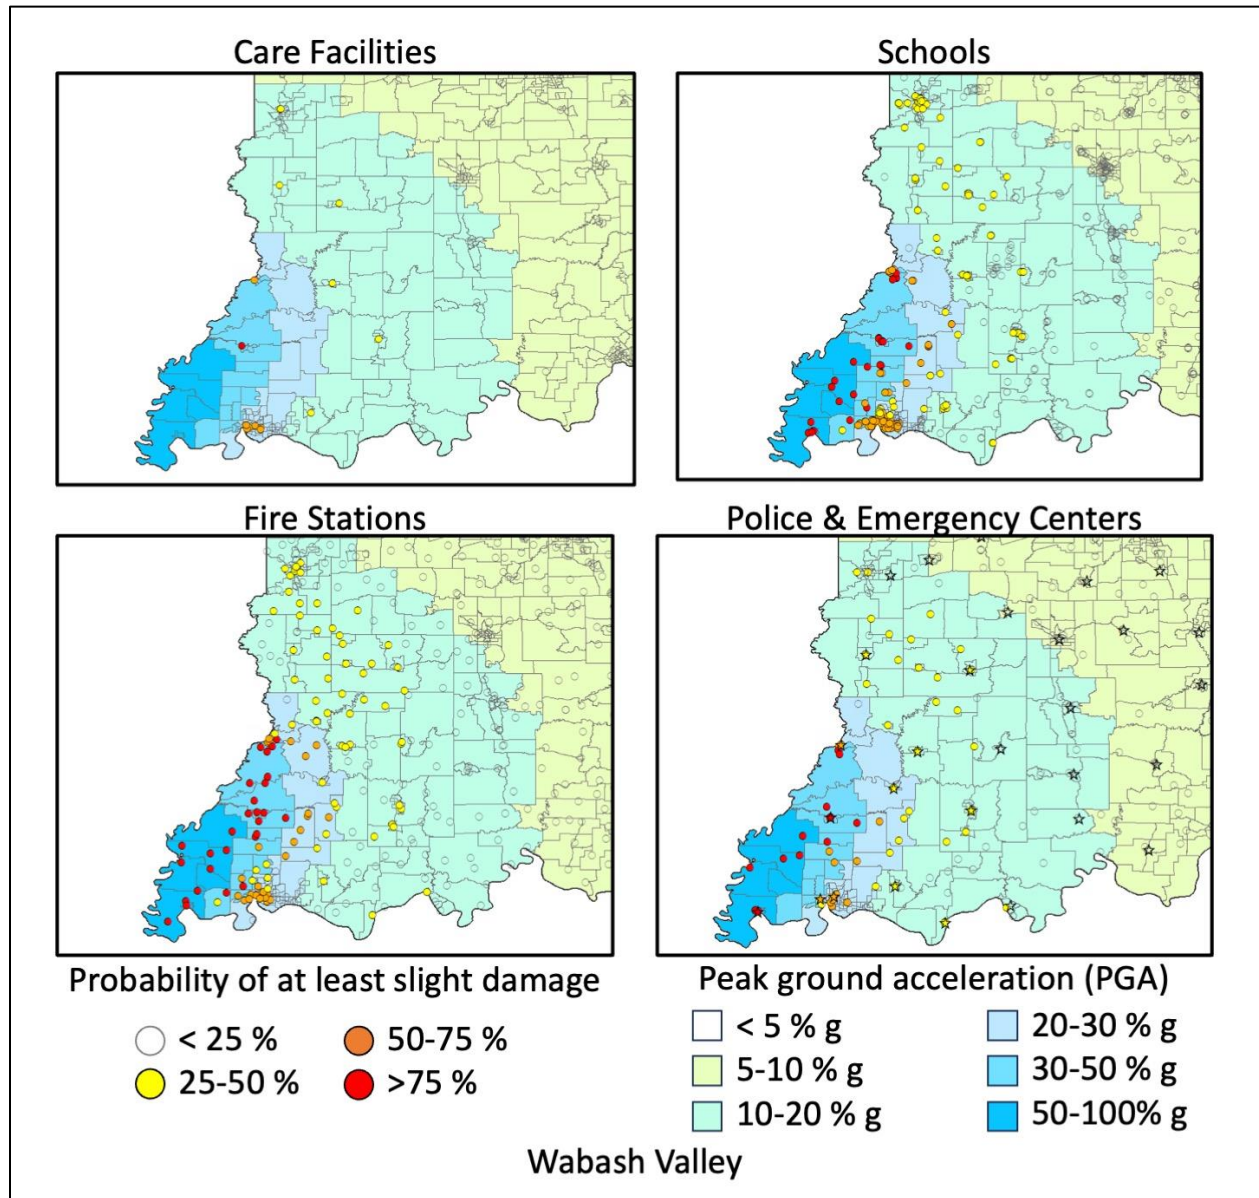 Care Facilities
Schools
Fire Stations
Police & Emergency Centers
Probability of at least slight damage
< 25 %
50-75 %
25-50 %
>75 %
Peak ground acceleration (PGA)
< 5 % g
20-30 % g
5-10 % g
30-50 % g
10-20 % g
50-100% g
Wabash Valley